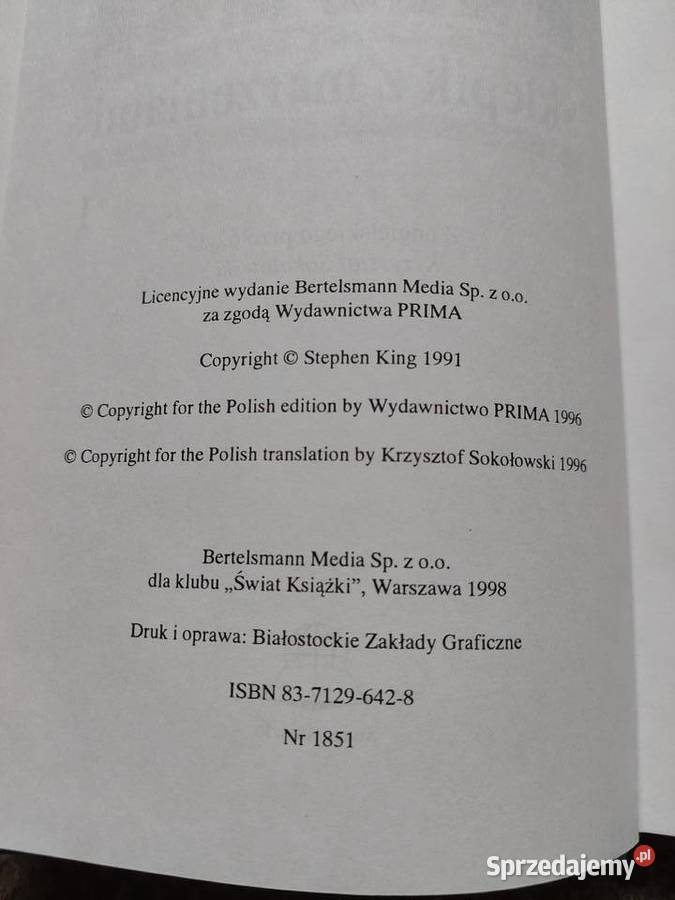 Licencyjne wydanie Bertelsmann Media Sp. z o.o.
za zgodą Wydawnictwa PRIMA
Copyright © Stephen King 1991
© Copyright for the Polish edition by Wydawnictwo PRIMA 1996
© Copyright for the Polish translation by Krzysztof Sokołowski 1996
Bertelsmann Media Sp. z o.o.
dla klubu „Świat Książki”, Warszawa 1998
Druk i oprawa: Białostockie Zakłady Graficzne
ISBN 83-7129-642-8
Nr 1851
Sprzedajemy.pl